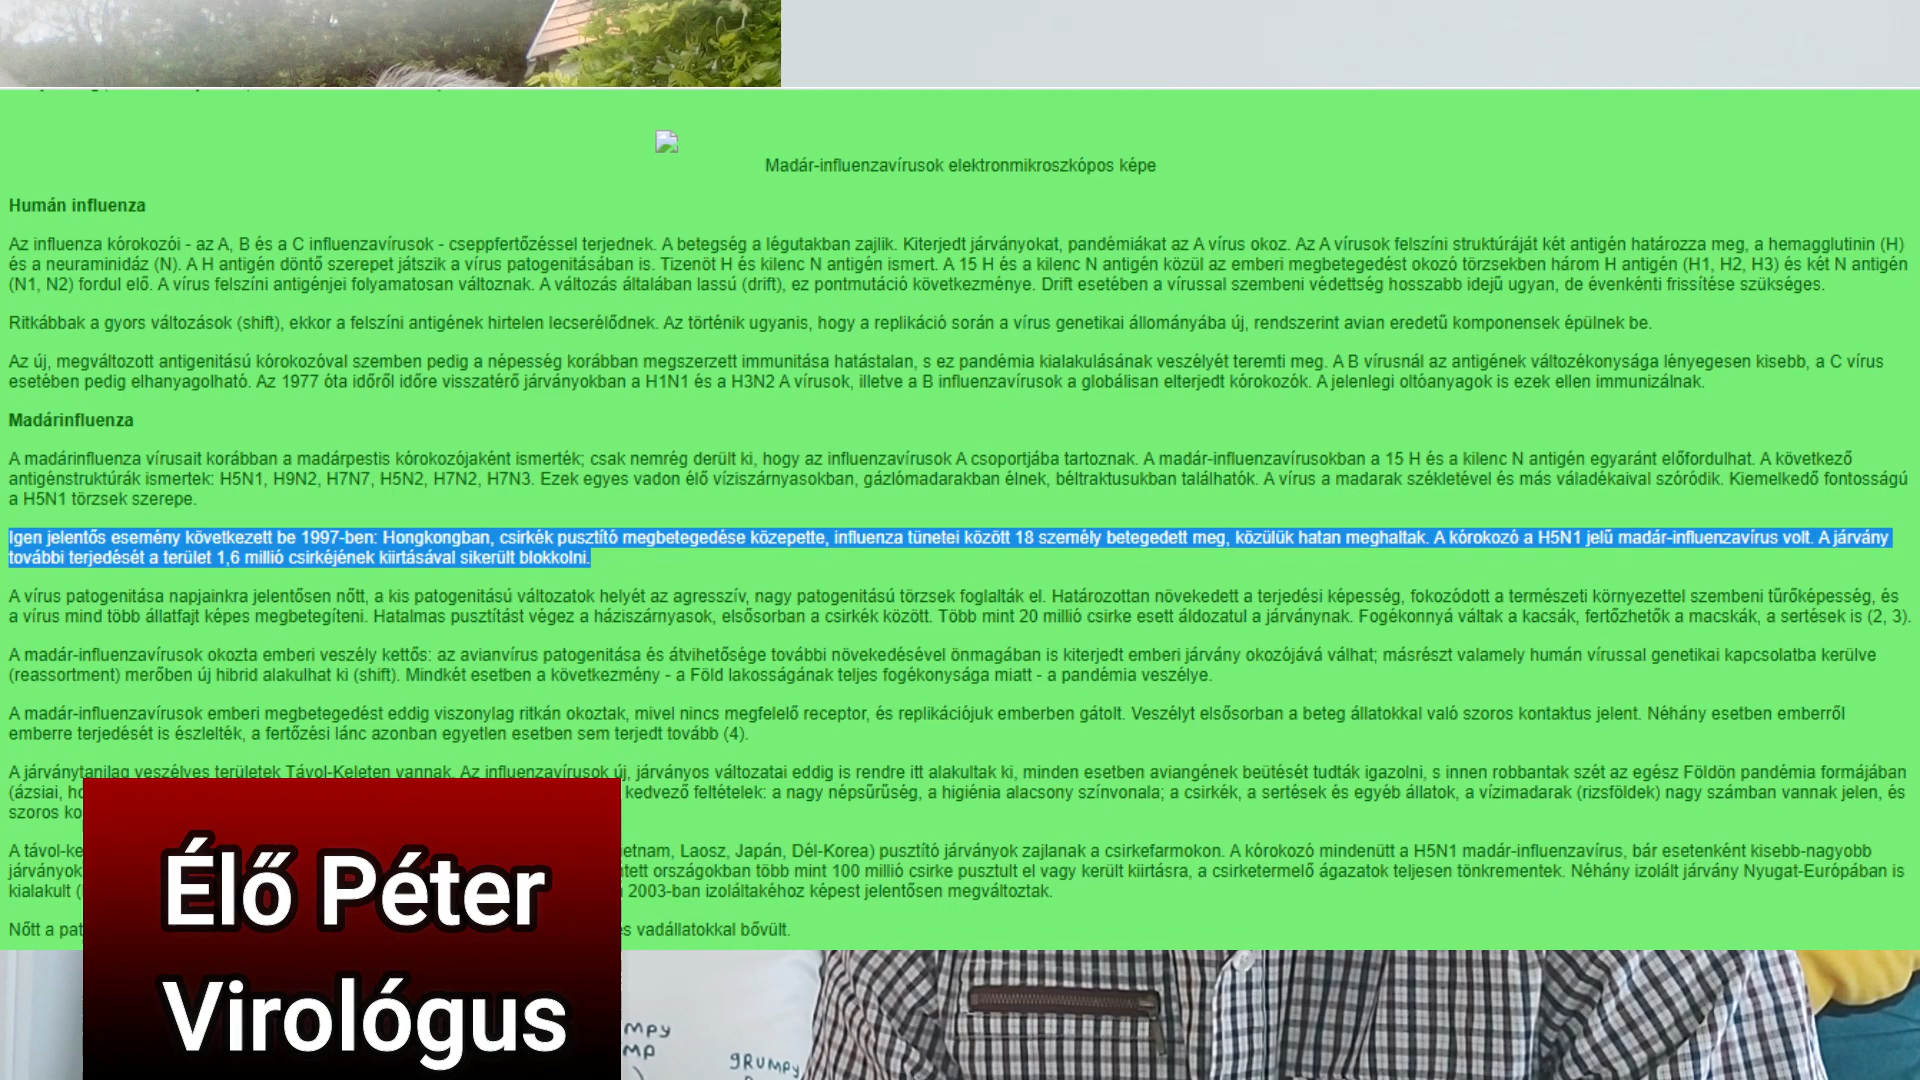 Madár-influenzavírusok elektronmikroszkópos képe
Humán influenza
Az influenza kórokozói - az A, B és a C influenzavírusok - cseppfertőzéssel terjednek. A betegség a légutakban zajlik. Kiterjedt járványokat, pandémiákat az A vírus okoz. Az A vírusok felszíni struktúráját két antigén határozza meg, a hemagglutinin (H)
és a neuraminidáz (N). A H antigén döntő szerepet játszik a vírus patogenitásában is. Tizenöt H és kilenc N antigén ismert. A 15 H és a kilenc N antigén közül az emberi megbetegedést okozó törzsekben három H antigén (H1, H2, H3) és két N antigén
(N1, N2) fordul elő. A vírus felszíni antigénjei folyamatosan változnak. A változás általában lassú (drift), ez pontmutáció következménye. Drift esetében a vírussal szembeni védettség hosszabb idejű ugyan, de évenkénti frissítése szükséges.
Ritkábbak a gyors változások (shift), ekkor a felszíni antigének hirtelen lecserélődnek. Az történik ugyanis, hogy a replikáció során a vírus genetikai állományába új, rendszerint avian eredetű komponensek épülnek be.
Az új, megváltozott antigenitású kórokozóval szemben pedig a népesség korábban megszerzett immunitása hatástalan, s ez pandémia kialakulásának veszélyét teremti meg. A B vírusnál az antigének változékonysága lényegesen kisebb, a C vírus
esetében pedig elhanyagolható. Az 1977 óta időről időre visszatérő járványokban a H1N1 és a H3N2 A vírusok, illetve a B influenzavírusok a globálisan elterjedt kórokozók. A jelenlegi oltóanyagok is ezek ellen immunizálnak.
Madárinfluenza
A madárinfluenza vírusait korábban a madárpestis kórokozójaként ismerték; csak nemrég derült ki, hogy az influenzavírusok A csoportjába tartoznak. A madár-influenzavírusokban a 15 H és a kilenc N antigén egyaránt előfordulhat. A következő
antigénstruktúrák ismertek: H5N1, H9N2, H7N7, H5N2, H7N2, H7N3. Ezek egyes vadon élő víziszárnyasokban, gázlómadarakban élnek, béltraktusukban találhatók. A vírus a madarak székletével és más váladékaival szóródik. Kiemelkedő fontosságú
a H5N1 törzsek szerepe.
Igen jelentős esemény következett be 1997-ben: Hongkongban, csirkék pusztító megbetegedése közepette, influenza tünetei között 18 személy betegedett meg, közülük hatan meghaltak. A kórokozó a H5N1 jelű madár-influenzavírus volt. A járvány
további terjedését a terület 1,6 millió csirkéjének kiirtásával sikerült blokkolni.
A vírus patogenitása napjainkra jelentősen nőtt, a kis patogenitású változatok helyét az agresszív, nagy patogenitású törzsek foglalták el. Határozottan növekedett a terjedési képesség, fokozódott a természeti környezettel szembeni tűrőképesség, és
a vírus mind több állatfajt képes megbetegíteni. Hatalmas pusztítást végez a háziszárnyasok, elsősorban a csirkék között. Több mint 20 millió csirke esett áldozatul a járványnak. Fogékonnyá váltak a kacsák, fertőzhetők a macskák, a sertések is (2, 3).
A madár-influenzavírusok okozta emberi veszély kettős: az avianvírus patogenitása és átvihetősége további növekedésével önmagában is kiterjedt emberi járvány okozójává válhat; másrészt valamely humán vírussal genetikai kapcsolatba kerülve
(reassortment) merőben új hibrid alakulhat ki (shift). Mindkét esetben a következmény - a Föld lakosságának teljes fogékonysága miatt - a pandémia veszélye.
A madár-influenzavírusok emberi megbetegedést eddig viszonylag ritkán okoztak, mivel nincs megfelelő receptor, és replikációjuk emberben gátolt. Veszélyt elsősorban a beteg állatokkal való szoros kontaktus jelent. Néhány esetben emberről
emberre terjedését is észlelték, a fertőzési lánc azonban egyetlen esetben sem terjedt tovább (4).
A járványtanilag veszélyes területek Távol-Keleten vannak. Az influenzavírusok új, járványos változatai eddig is rendre itt alakultak ki, minden esetben aviangének beütését tudták igazolni, s innen robbantak szét az egész Földön pandémia formájában
(ázsiai, kedvező feltételek: a nagy népsűrűség, a higiénia alacsony színvonala; a csirkék, a sertések és egyéb állatok, a vízimadarak (rizsföldek) nagy számban vannak jelen, és
szoros
A Laosz, Japán, Dél-Korea) pusztító járványok zajlanak a csirkefarmokon. A kórokozó mindenütt a H5N1 madár-influenzavírus, bár esetenként kisebb-nagyobb
országokban több mint 100 millió csirke pusztult el vagy került kiirtásra, a csirketermelő ágazatok teljesen tönkrementek. Néhány izolált járvány Nyugat-Európában is
kialakult ( 2003-ban izoláltakéhoz képest jelentősen megváltoztak.
Nőtt a vadállatokkal bővült.
Élő Péter
Virológus
GRUMPY